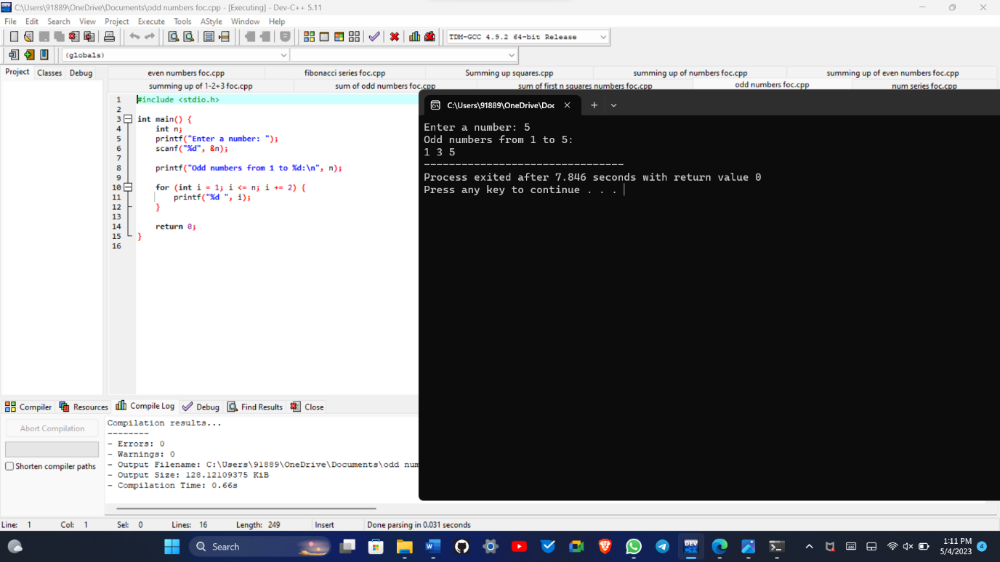 C:\Users\91889\OneDrive\Documents\odd numbers foc.cpp - [Executing] - Dev-C++ 5.11
File Edit Search View Project Execute Tools AStyle Window Help
TDM-GCC 4.9.2 64-bit Release
(globals)
Project Classes Debug
even numbers foc.cpp fibonacci series foc.cpp Summing up squares.cpp summing up of numbers foc.cpp summing up of even numbers foc.cpp
summing up of 1-2+3 foc.cpp sum of odd numbers foc.cpp sum of first n squares numbers foc.cpp odd numbers foc.cpp num series foc.cpp
1 #include <stdio.h>
2
3 int main() {
4 int n;
5 printf("Enter a number: ");
6 scanf("%d", &n);
7
8 printf("Odd numbers from 1 to %d:\n", n);
9
10 for (int i = 1; i <= n; i += 2) {
11 printf("%d ", i);
12 }
13
14 return 0;
15 }
16
C:\Users\91889\OneDrive\Doc
Enter a number: 5
Odd numbers from 1 to 5:
1 3 5
--------------------------------
Process exited after 7.846 seconds with return value 0
Press any key to continue . . .
Compiler Resources Compile Log Debug Find Results Close
Abort Compilation
Shorten compiler paths
Compilation results...
--------
- Errors: 0
- Warnings: 0
- Output Filename: C:\Users\91889\OneDrive\Documents\odd num
- Output Size: 128.12109375 KiB
- Compilation Time: 0.66s
Line: 1 Col: 1 Sel: 0 Lines: 16 Length: 249 Insert Done parsing in 0.031 seconds
Search
DEV
1:11 PM
5/4/2023
4